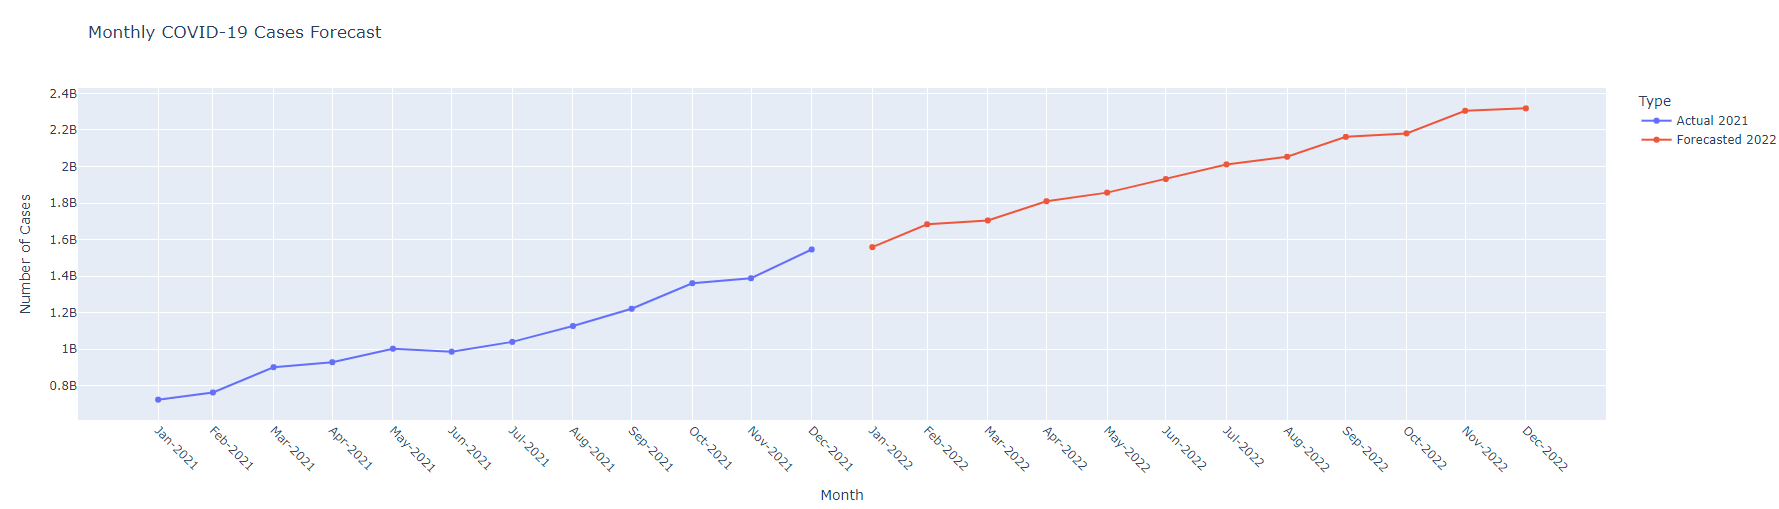 Monthly COVID-19 Cases Forecast
Number of Cases
2.4B
2.2B
2B
1.8B
1.6B
1.4B
1.2B
1B
0.8B
Jan-2021
Feb-2021
Mar-2021
Apr-2021
May-2021
Jun-2021
Jul-2021
Aug-2021
Sep-2021
Oct-2021
Nov-2021
Dec-2021
Jan-2022
Feb-2022
Mar-2022
Apr-2022
May-2022
Jun-2022
Jul-2022
Aug-2022
Sep-2022
Oct-2022
Nov-2022
Dec-2022
Month
Type
Actual 2021
Forecasted 2022